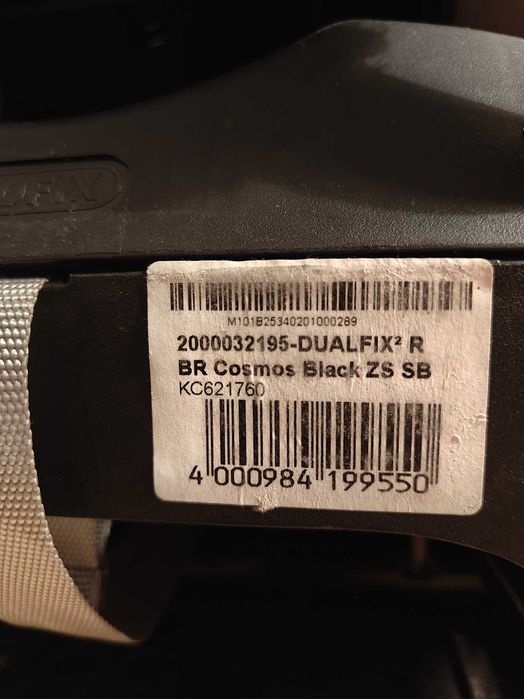 M101B25340201000289
2000032195-DUALFIX² R
BR Cosmos Black ZS SB
KC621760
4 000984 199550